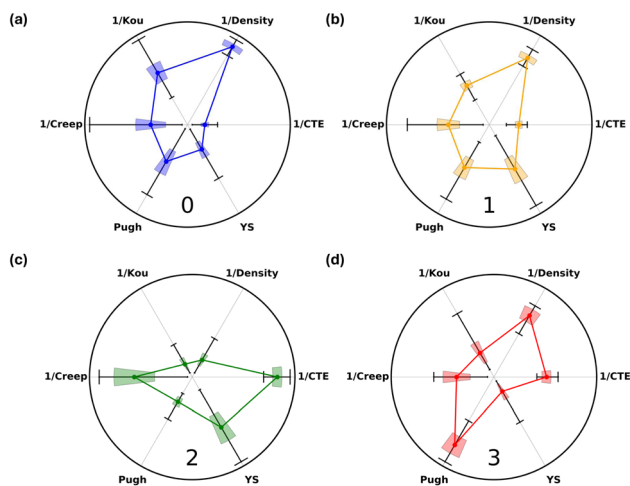 (a)
1/Kou
1/Density
1/Creep
1/CTE
Pugh
0
YS
(b)
1/Kou
1/Density
1/Creep
1/CTE
Pugh
1
YS
(c)
1/Kou
1/Density
1/Creep
1/CTE
Pugh
2
YS
(d)
1/Kou
1/Density
1/Creep
1/CTE
Pugh
3
YS